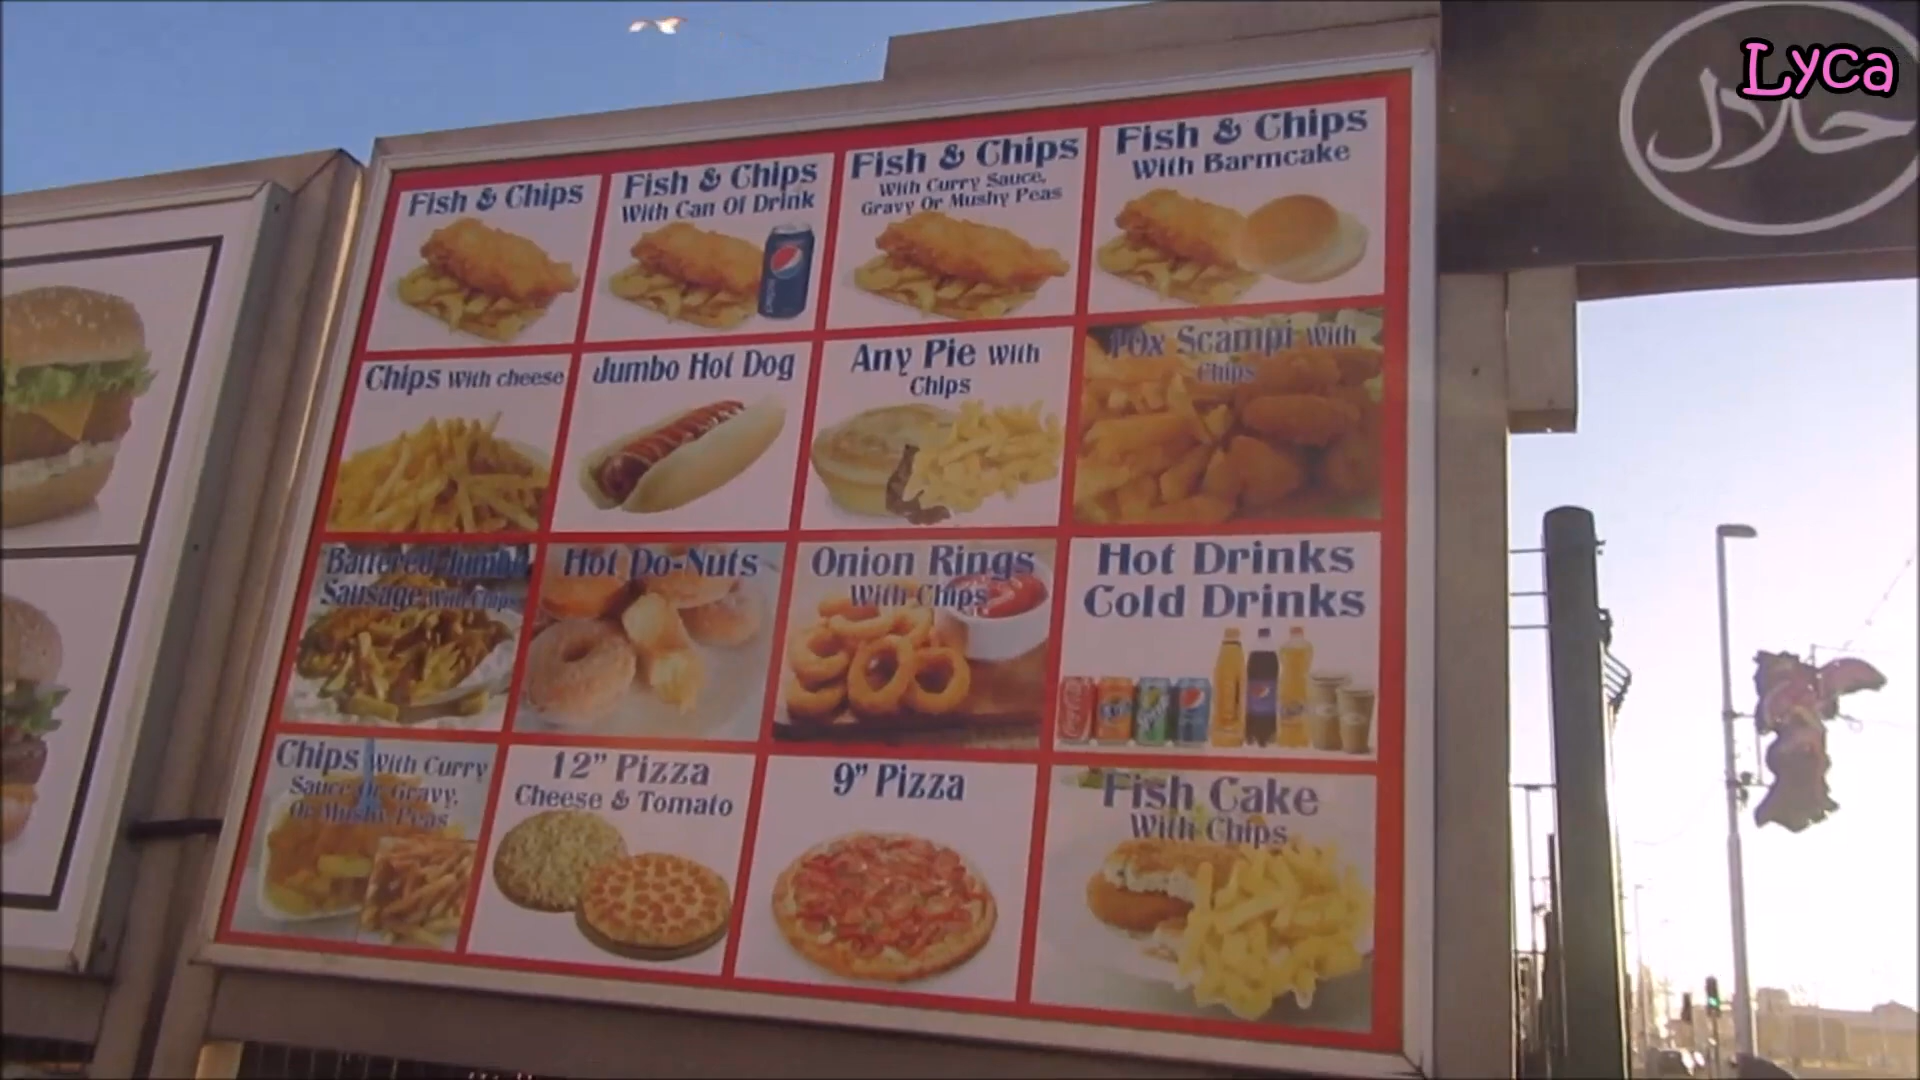 Lyca
حلال
Fish & Chips
Fish & Chips
With Can Of Drink
Fish & Chips
With Curry Sauce,
Gravy Or Mushy Peas
Fish & Chips
With Barmcake
Chips With cheese
Jumbo Hot Dog
Any Pie With
Chips
10x Scampi With
Chips
Battered Jumbo
Sausage With Chips
Hot Do-Nuts
Onion Rings
With Chips
Hot Drinks
Cold Drinks
Chips With Curry
Sauce Or Gravy,
Or Mushy Peas
12” Pizza
Cheese & Tomato
9” Pizza
Fish Cake
With Chips